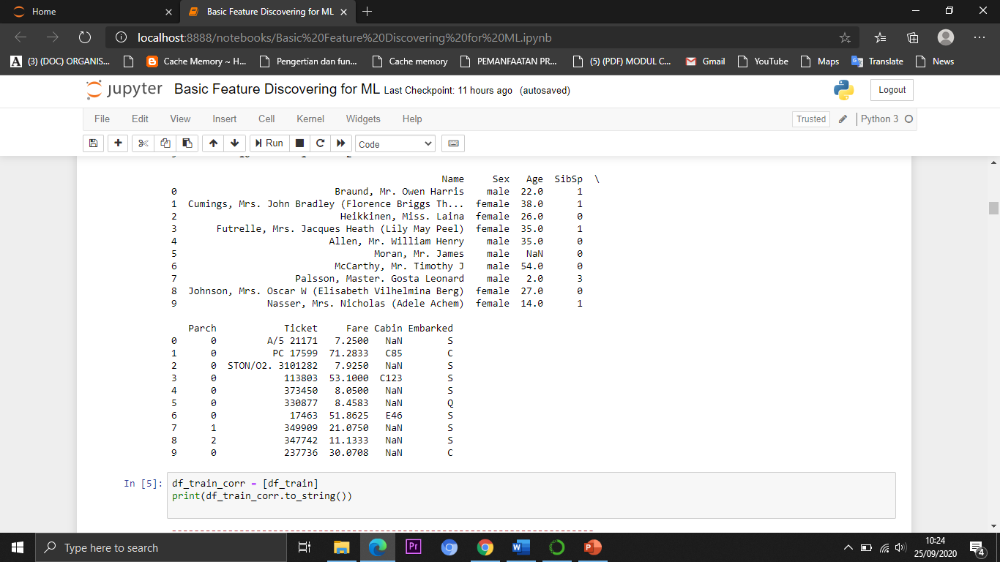 Home
Basic Feature Discovering for ML
localhost:8888/notebooks/Basic%20Feature%20Discovering%20for%20ML.ipynb
(3) (DOC) ORGANIS... Cache Memory ~ H... Pengertian dan fun... Cache memory PEMANFAATAN PR... (5) (PDF) MODUL C... Gmail YouTube Maps Translate News
jupyter Basic Feature Discovering for ML Last Checkpoint: 11 hours ago (autosaved) Logout
File Edit View Insert Cell Kernel Widgets Help Trusted Python 3
Run Code
Name Sex Age SibSp \
0 Braund, Mr. Owen Harris male 22.0 1
1 Cumings, Mrs. John Bradley (Florence Briggs Th... female 38.0 1
2 Heikkinen, Miss. Laina female 26.0 0
3 Futrelle, Mrs. Jacques Heath (Lily May Peel) female 35.0 1
4 Allen, Mr. William Henry male 35.0 0
5 Moran, Mr. James male NaN 0
6 McCarthy, Mr. Timothy J male 54.0 0
7 Palsson, Master. Gosta Leonard male 2.0 3
8 Johnson, Mrs. Oscar W (Elisabeth Vilhelmina Berg) female 27.0 0
9 Nasser, Mrs. Nicholas (Adele Achem) female 14.0 1
Parch Ticket Fare Cabin Embarked
0 0 A/5 21171 7.2500 NaN S
1 0 PC 17599 71.2833 C85 C
2 0 STON/O2. 3101282 7.9250 NaN S
3 0 113803 53.1000 C123 S
4 0 373450 8.0500 NaN S
5 0 330877 8.4583 NaN Q
6 0 17463 51.8625 E46 S
7 1 349909 21.0750 NaN S
8 2 347742 11.1333 NaN S
9 0 237736 30.0708 NaN C
In [5]: df_train_corr = [df_train]
print(df_train_corr.to_string())
---------------------------------------------------------------------------
Type here to search
Pr
10:24
25/09/2020
4